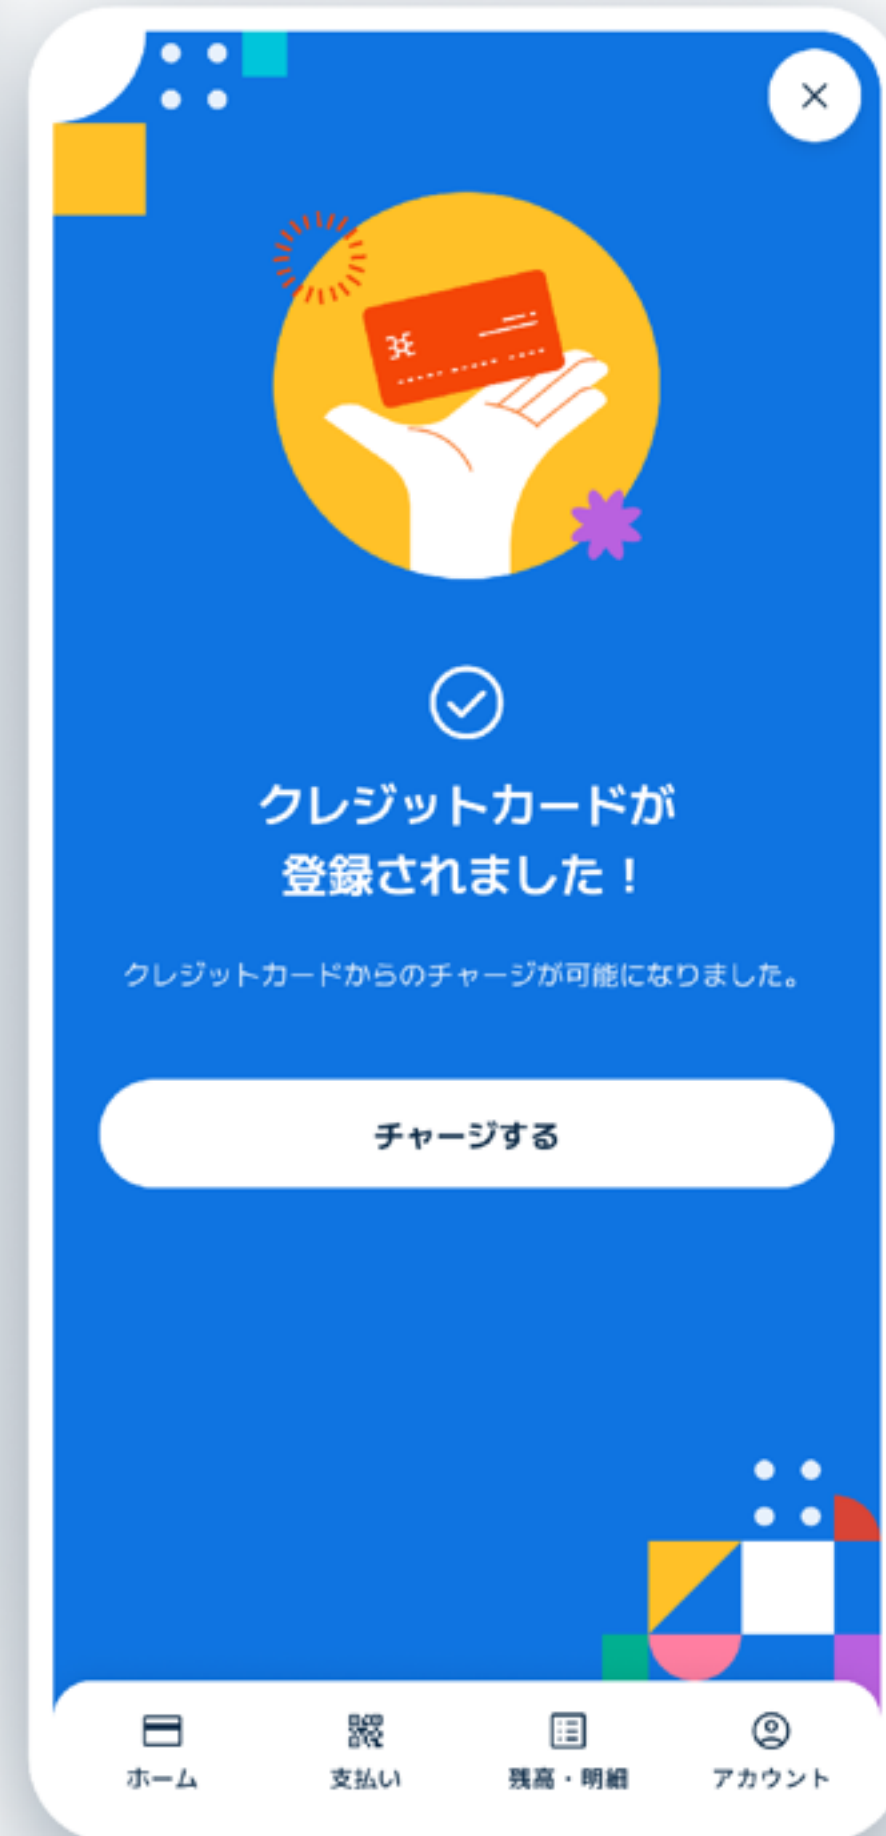 クレジットカードが
登録されました！
クレジットカードからのチャージが可能になりました。
チャージする
ホーム
支払い
残高・明細
アカウント